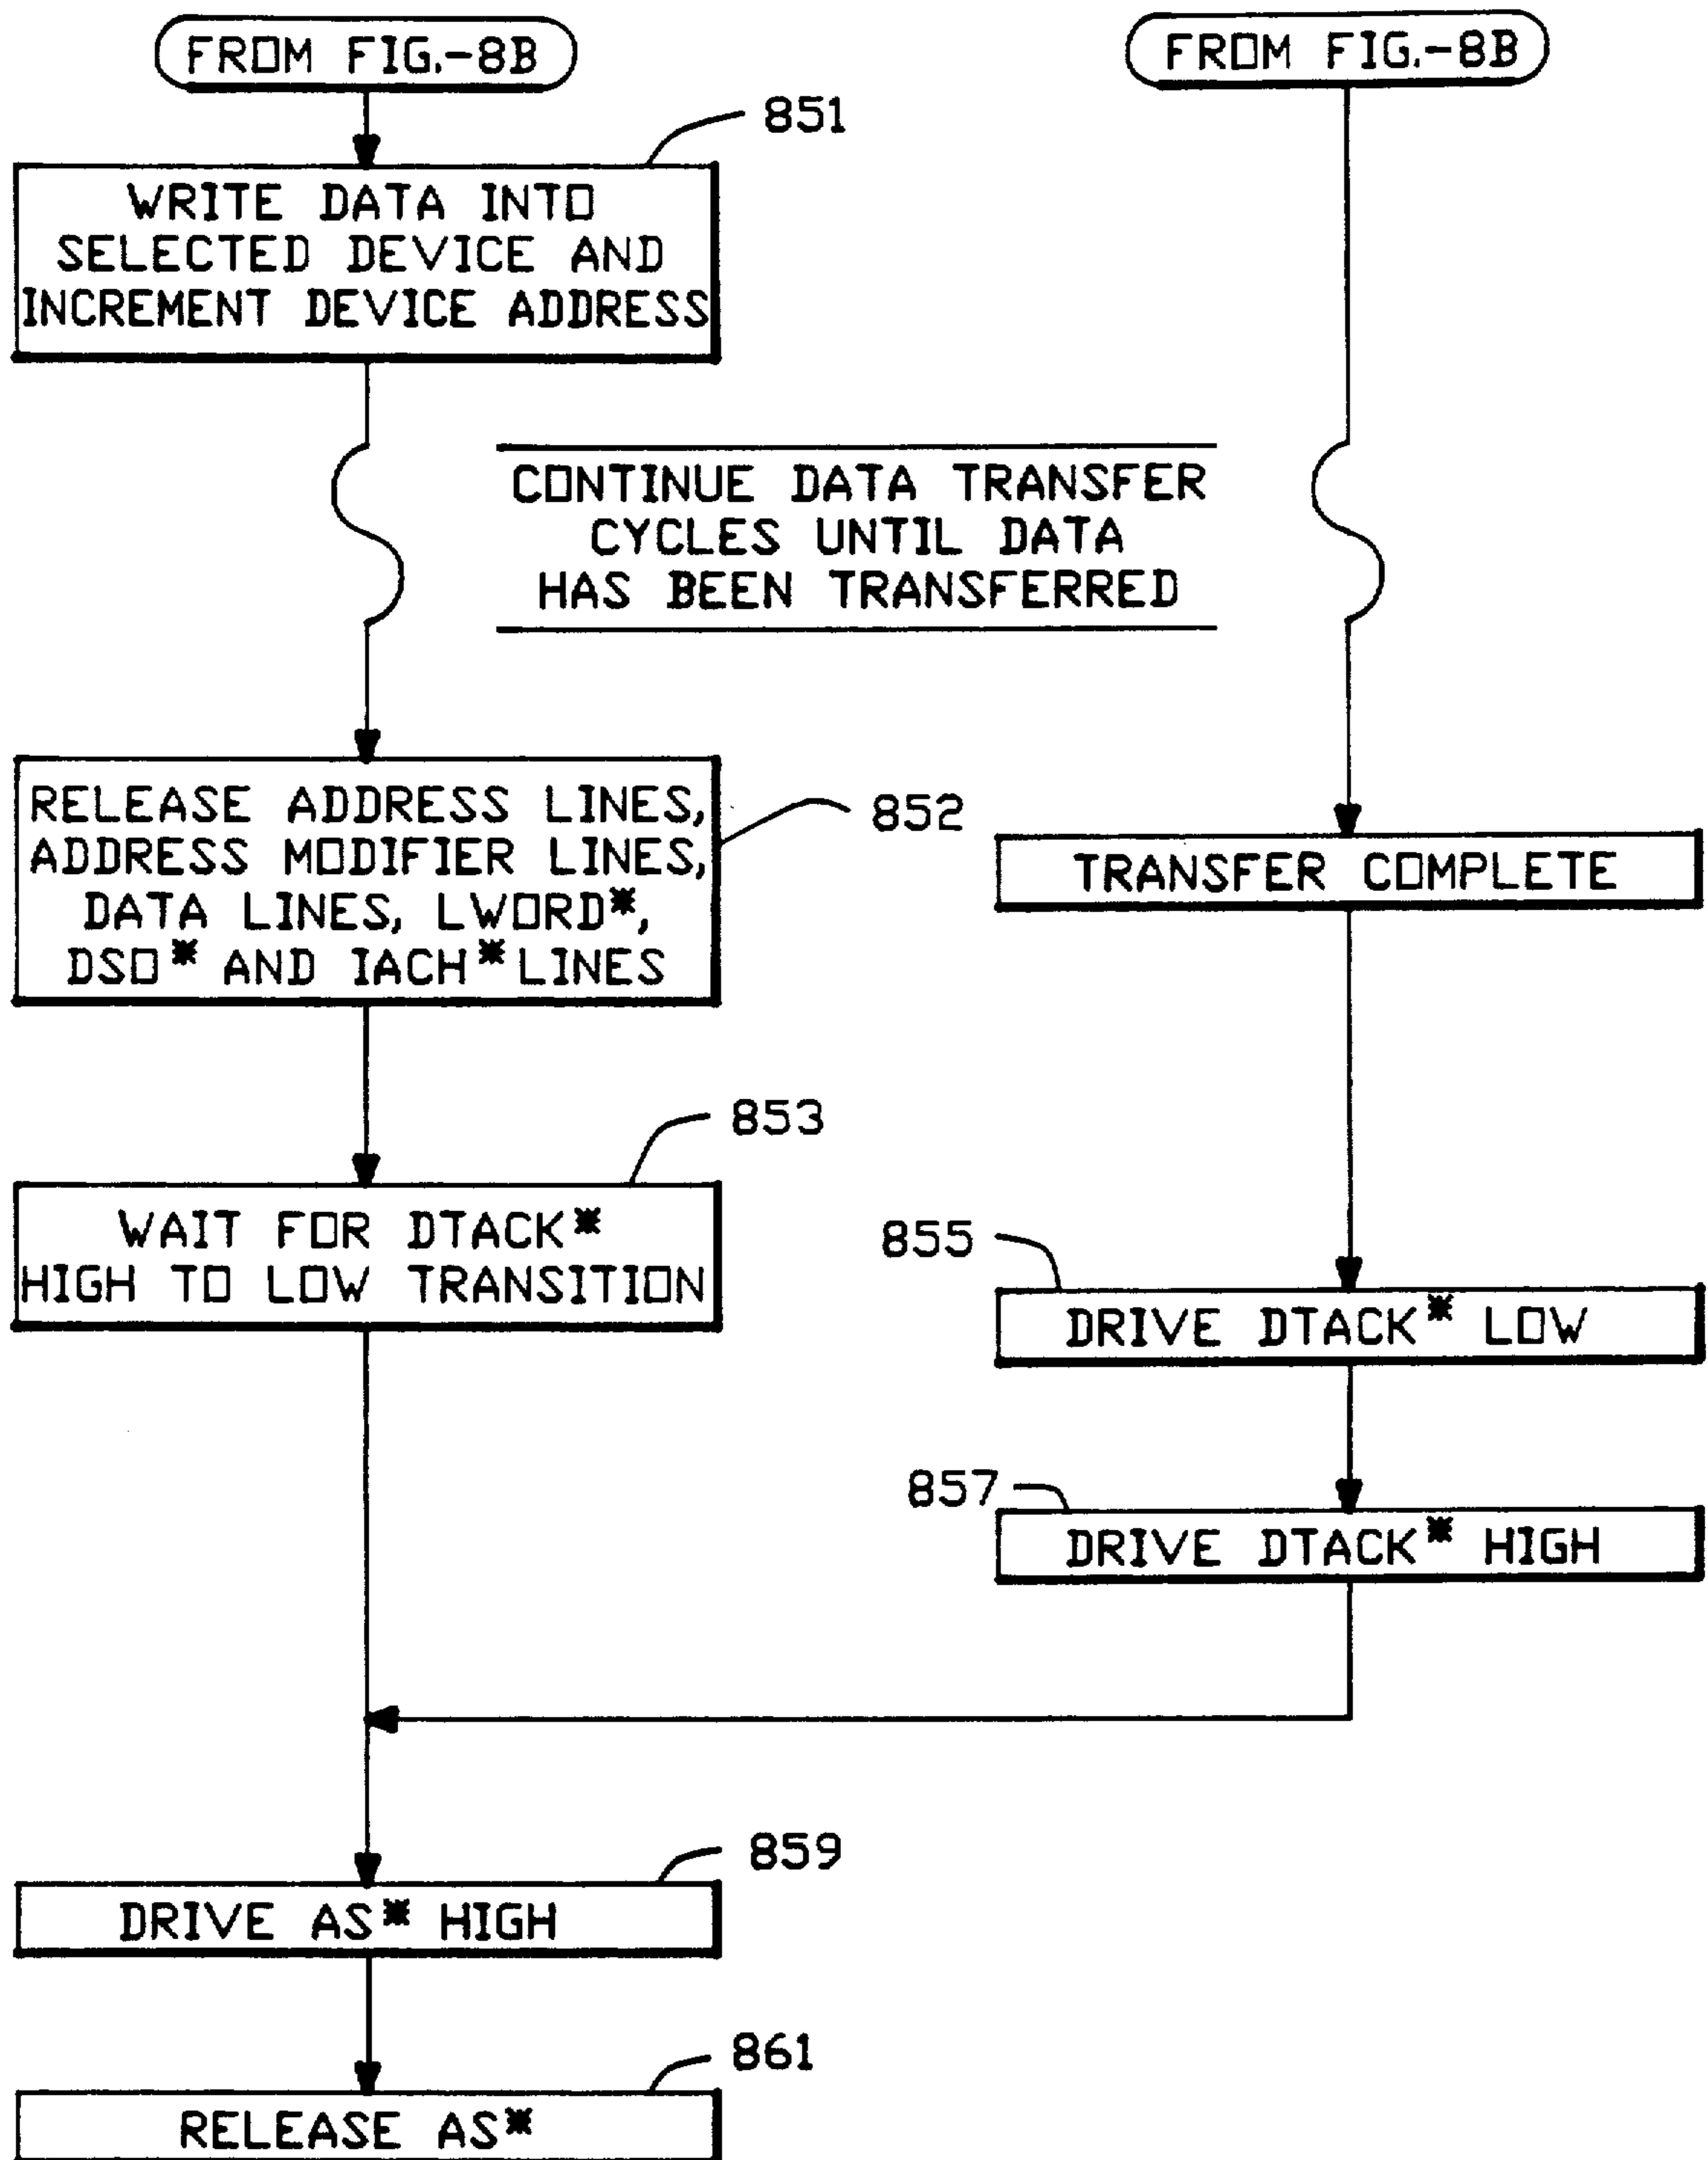 FROM FIG.-8B
FROM FIG.-8B
851
WRITE DATA INTO
SELECTED DEVICE AND
INCREMENT DEVICE ADDRESS
CONTINUE DATA TRANSFER
CYCLES UNTIL DATA
HAS BEEN TRANSFERRED
RELEASE ADDRESS LINES,
ADDRESS MODIFIER LINES,
DATA LINES, LWORD*,
DSO* AND IACH* LINES
852
TRANSFER COMPLETE
853
WAIT FOR DTACK*
HIGH TO LOW TRANSITION
855
DRIVE DTACK* LOW
857
DRIVE DTACK* HIGH
859
DRIVE AS* HIGH
861
RELEASE AS*